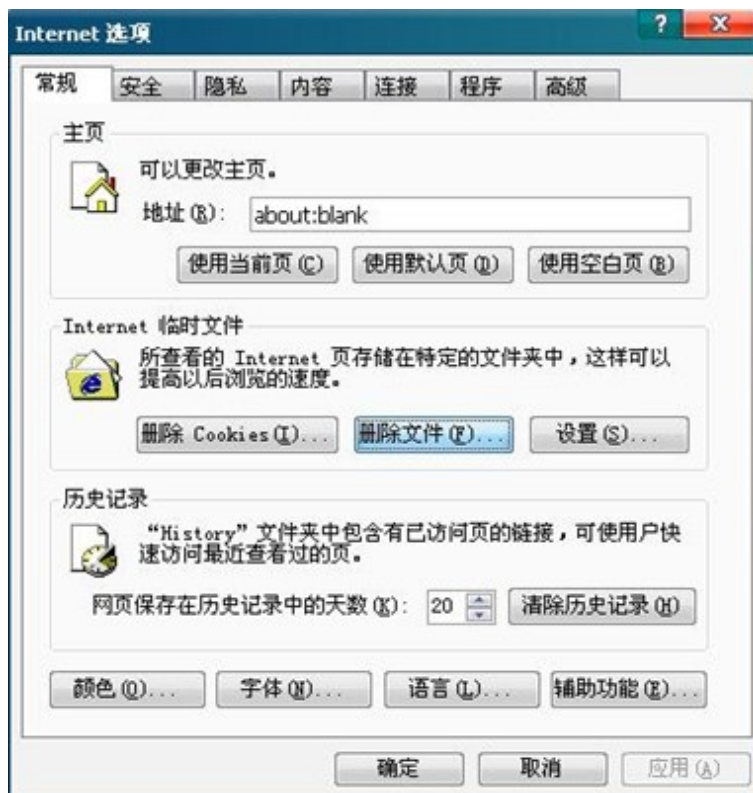 Internet 选项
常规 安全 隐私 内容 连接 程序 高级
主页
可以更改主页。
地址(R): about:blank
使用当前页(C) 使用默认页(D) 使用空白页(B)
Internet 临时文件
所查看的 Internet 页存储在特定的文件夹中，这样可以
提高以后浏览的速度。
删除 Cookies(I)... 删除文件(F)... 设置(S)...
历史记录
“History”文件夹中包含有已访问页的链接，可使用户快
速访问最近查看过的页。
网页保存在历史记录中的天数(K): 20 清除历史记录(H)
颜色(O)... 字体(N)... 语言(L)... 辅助功能(E)...
确定 取消 应用(A)